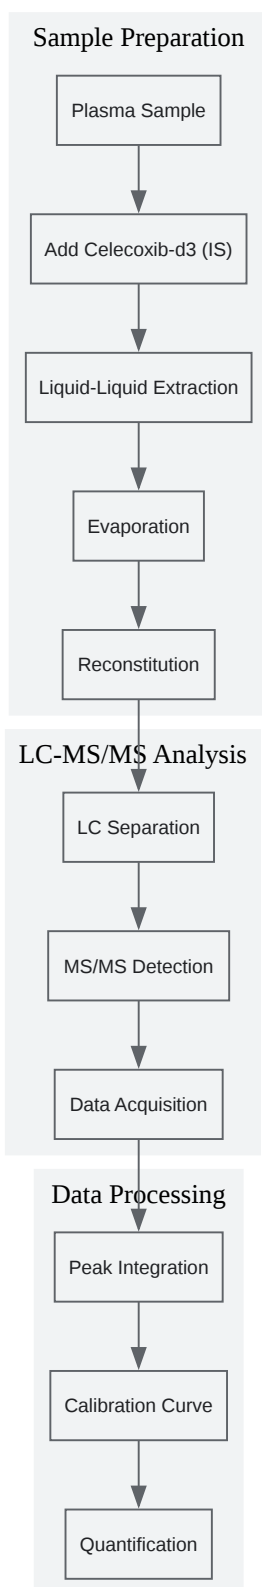 Sample Preparation
Plasma Sample
Add Celecoxib-d3 (IS)
Liquid-Liquid Extraction
Evaporation
Reconstitution
LC-MS/MS Analysis
LC Separation
MS/MS Detection
Data Acquisition
Data Processing
Peak Integration
Calibration Curve
Quantification